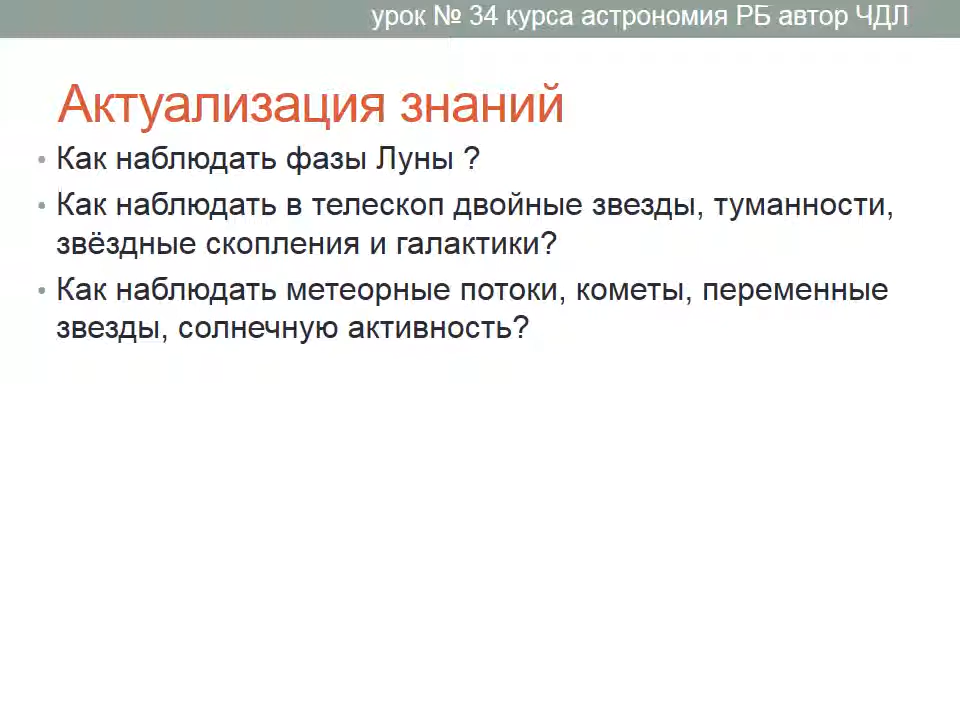 урок № 34 курса астрономия РБ автор ЧДЛ
Актуализация знаний
• Как наблюдать фазы Луны ?
• Как наблюдать в телескоп двойные звезды, туманности,
звёздные скопления и галактики?
• Как наблюдать метеорные потоки, кометы, переменные
звезды, солнечную активность?